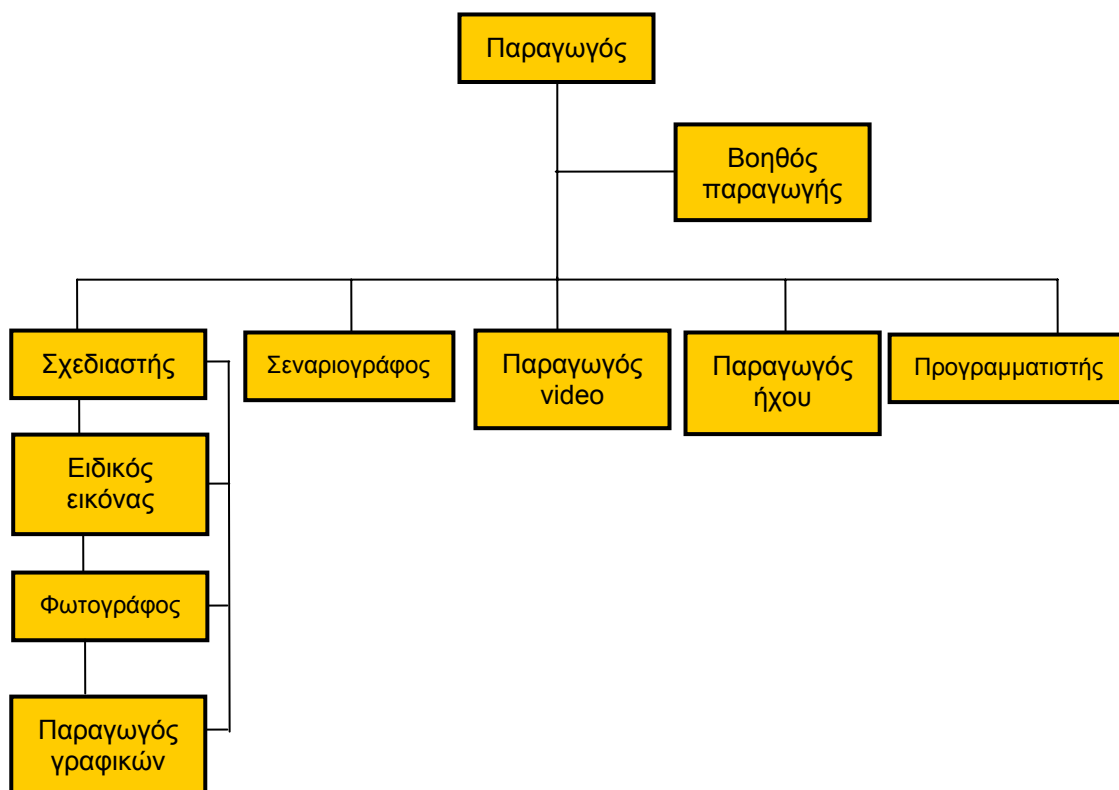 Παραγωγός
Βοηθός
παραγωγής
Σχεδιαστής
Σεναριογράφος
Παραγωγός
video
Παραγωγός
ήχου
Προγραμματιστής
Ειδικός
εικόνας
Φωτογράφος
Παραγωγός
γραφικών